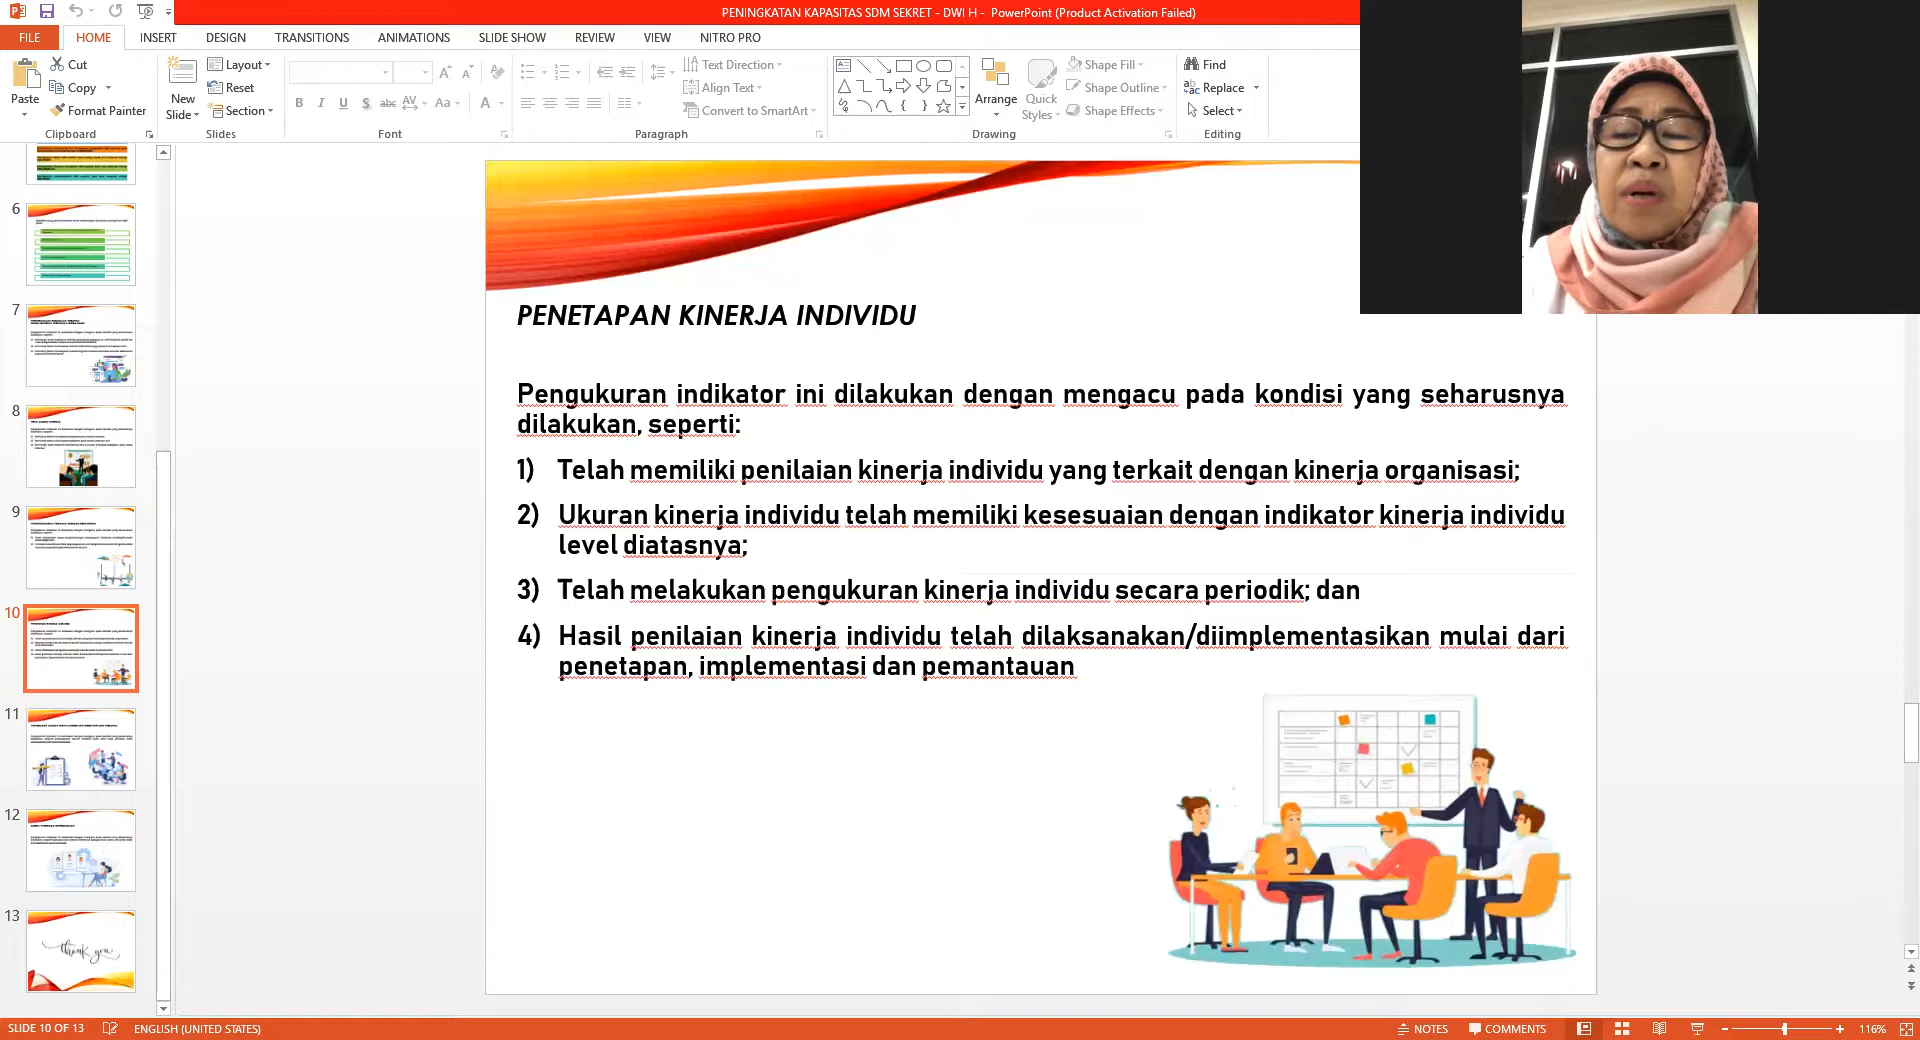 PENINGKATAN KAPASITAS SDM SEKRET - DWI H - PowerPoint (Product Activation Failed)
FILE HOME INSERT DESIGN TRANSITIONS ANIMATIONS SLIDE SHOW REVIEW VIEW NITRO PRO
Paste
Cut
Copy
Format Painter
Clipboard
New Slide
Layout
Reset
Section
Slides
B I U S abc AV Aa A
Font
Text Direction
Align Text
Convert to SmartArt
Paragraph
Arrange
Quick Styles
Shape Fill
Shape Outline
Shape Effects
Drawing
Find
Replace
Select
Editing
6
7
8
9
10
11
12
13
thank you
PENETAPAN KINERJA INDIVIDU
Pengukuran indikator ini dilakukan dengan mengacu pada kondisi yang seharusnya
dilakukan, seperti:
1) Telah memiliki penilaian kinerja individu yang terkait dengan kinerja organisasi;
2) Ukuran kinerja individu telah memiliki kesesuaian dengan indikator kinerja individu
level diatasnya;
3) Telah melakukan pengukuran kinerja individu secara periodik; dan
4) Hasil penilaian kinerja individu telah dilaksanakan/diimplementasikan mulai dari
penetapan, implementasi dan pemantauan
SLIDE 10 OF 13 ENGLISH (UNITED STATES) NOTES COMMENTS 116%